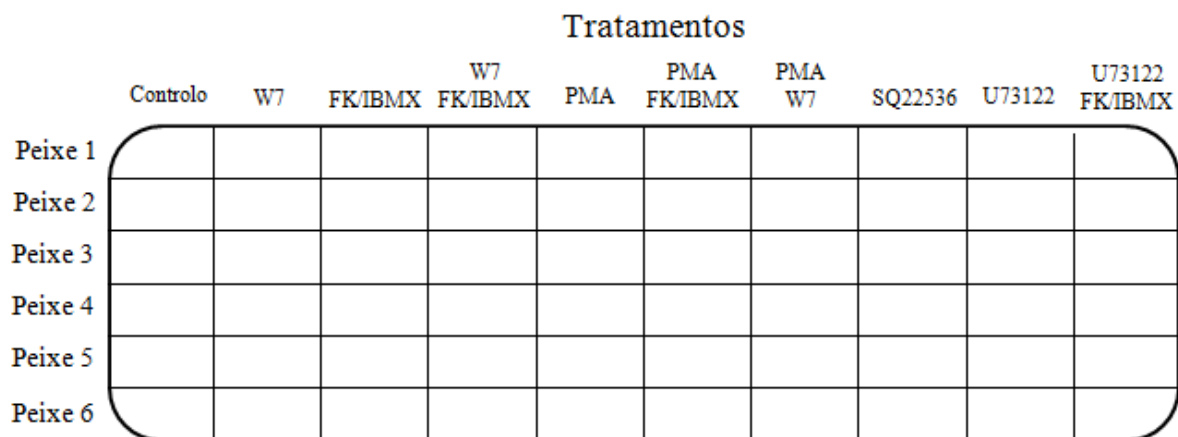 Tratamentos
Controlo
W7
FK/IBMX
W7
FK/IBMX
PMA
PMA
FK/IBMX
PMA
W7
SQ22536
U73122
U73122
FK/IBMX
Peixe 1
Peixe 2
Peixe 3
Peixe 4
Peixe 5
Peixe 6